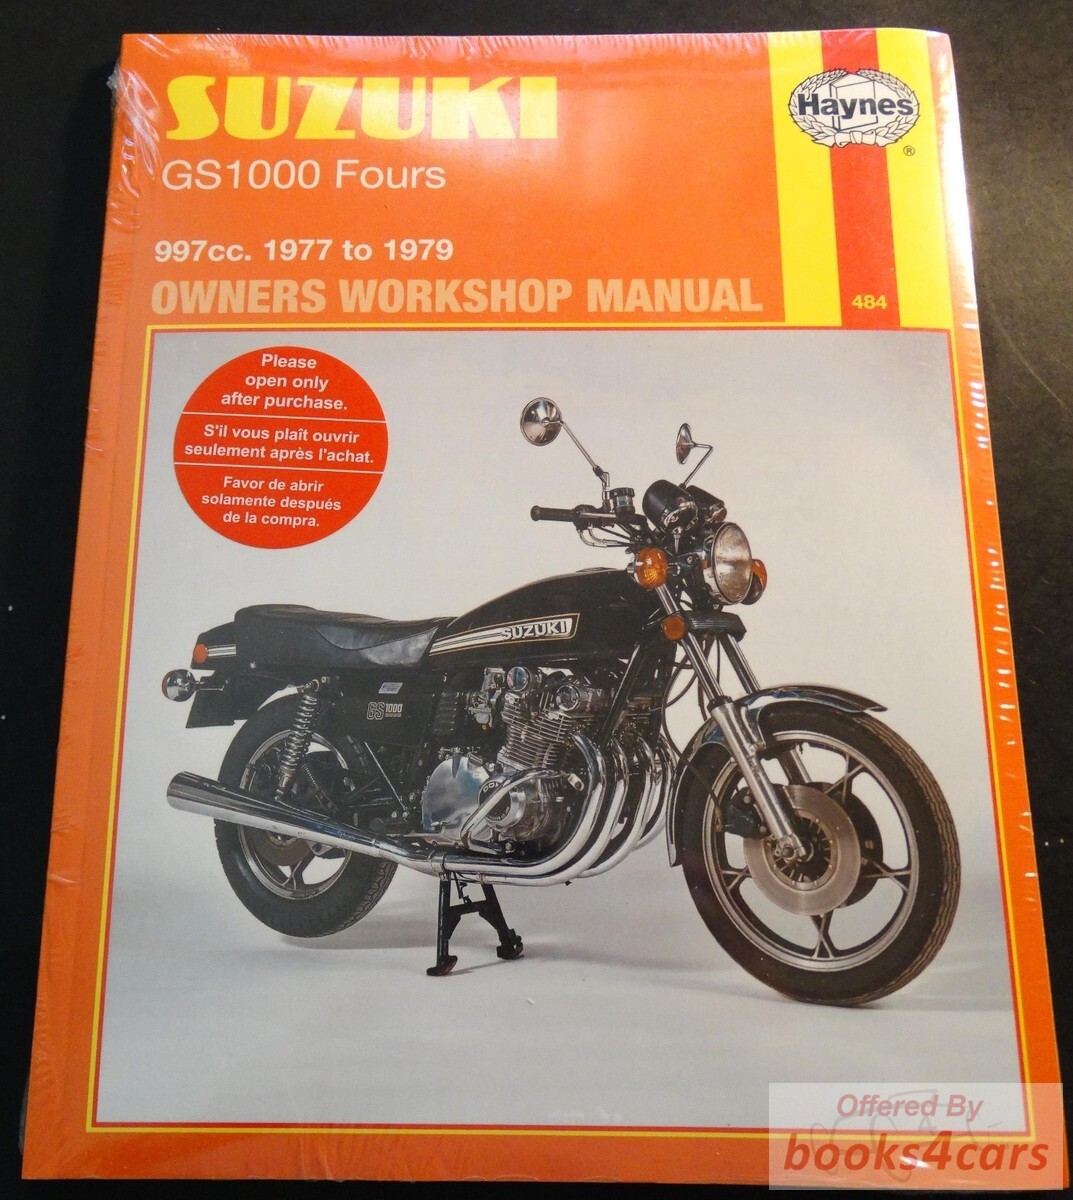 SUZUKI
Haynes
®
GS1000 Fours
997cc. 1977 to 1979
OWNERS WORKSHOP MANUAL
484
Please
open only
after purchase.
S'il vous plaît ouvrir
seulement après l'achat.
Favor de abrir
solamente después
de la compra.
SUZUKI
GS1000
Offered By
books4cars